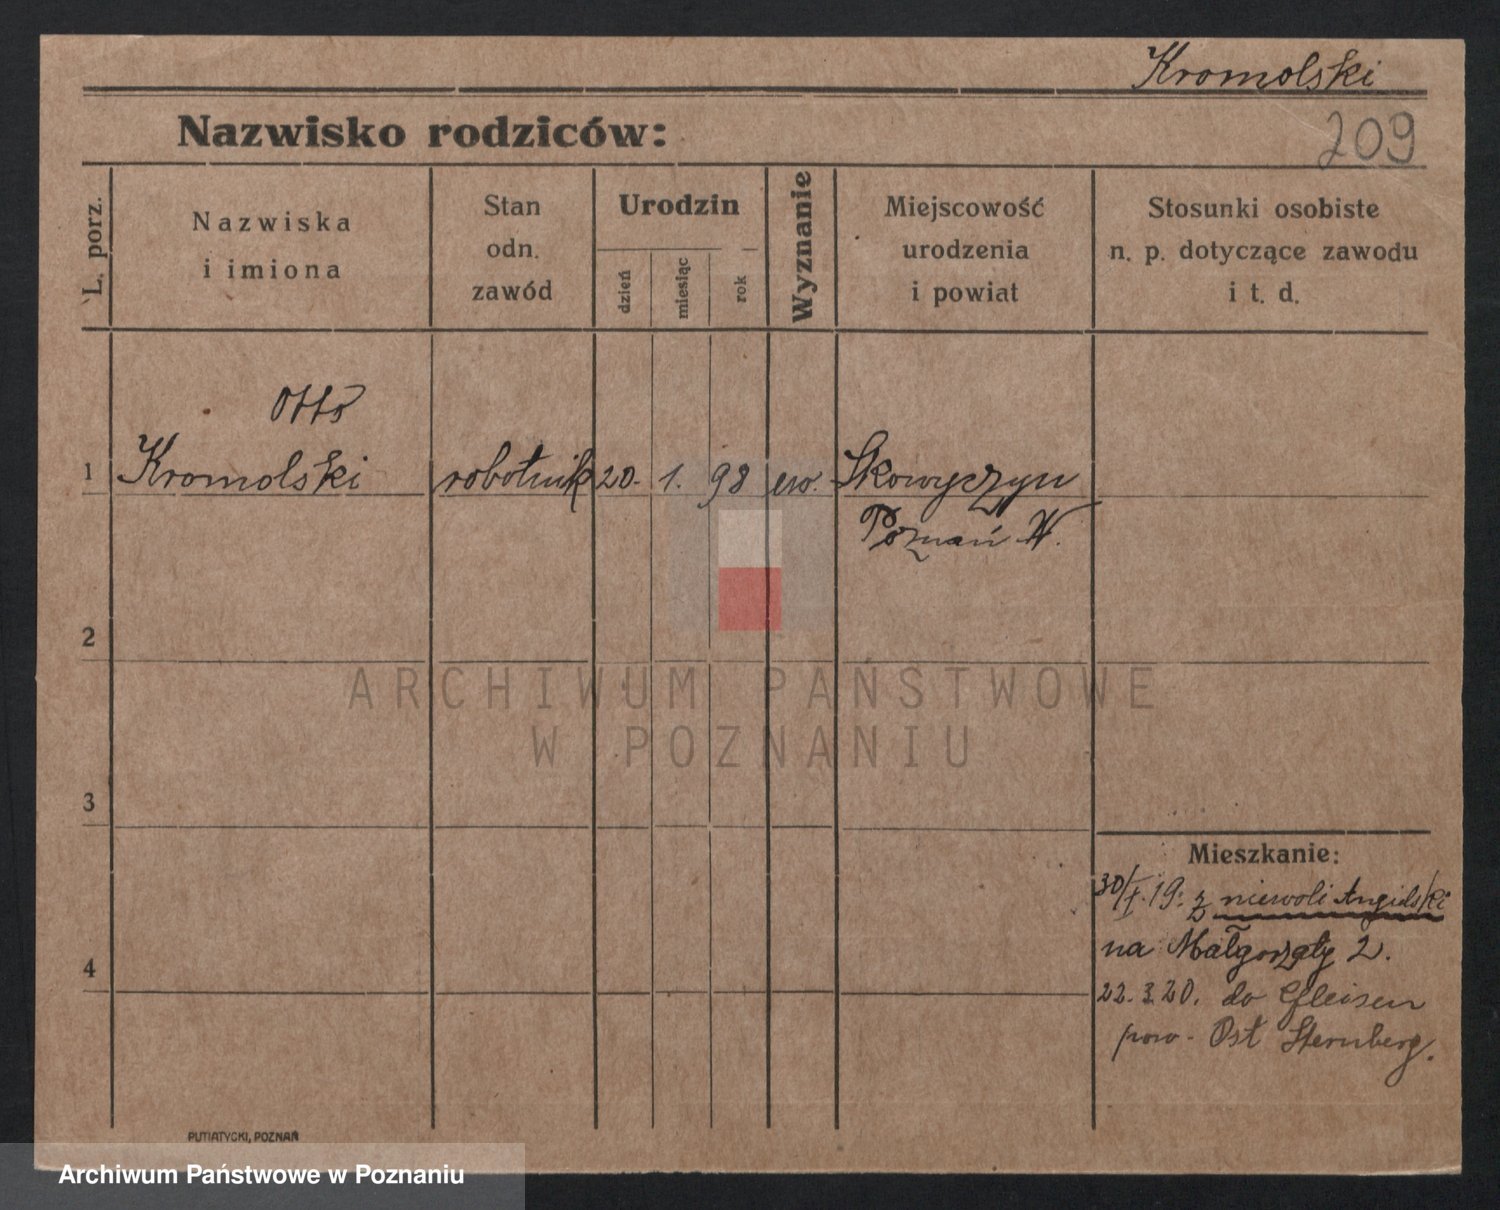 Kromolski
Nazwisko rodziców:
209
L. porz.
Nazwiska
i imiona
Stan
odn.
zawód
Urodzin
dzień
miesiąc
rok
Wyznanie
Miejscowość
urodzenia
i powiat
Stosunki osobiste
n. p. dotyczące zawodu
i t. d.
Otto
1 Kromolski robotnik 20. 1. 98 ew. Skowyczyn
Poznań W.
2
ARCHIWUM PAŃSTWOWE
W POZNANIU
3
Mieszkanie:
30/I. 19. z niewoli Angielski
na Małgorzaty 2.
4
22. 3. 20. do Gleisen
pow. Ost Sternberg.
PUTIATYCKI, POZNAŃ
Archiwum Państwowe w Poznaniu